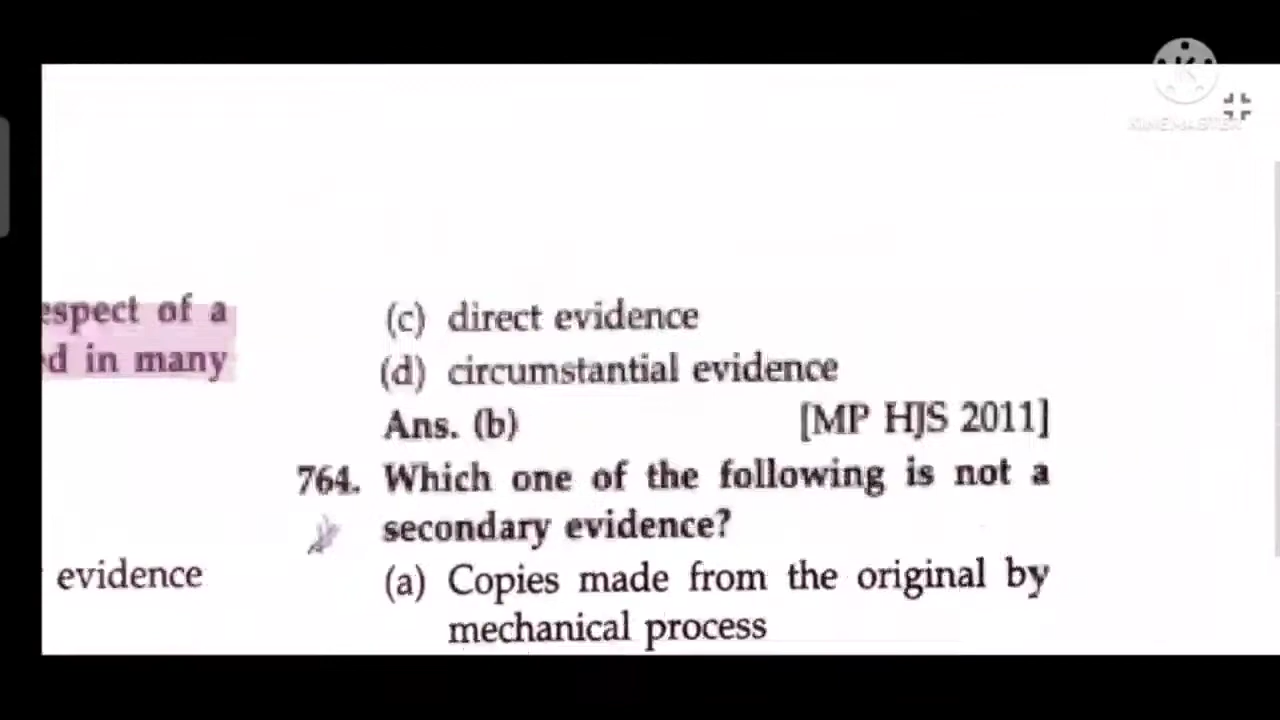 KINEMASTER
espect of a
d in many
evidence
(c) direct evidence
(d) circumstantial evidence
Ans. (b) [MP HJS 2011]
764. Which one of the following is not a
secondary evidence?
(a) Copies made from the original by
mechanical process